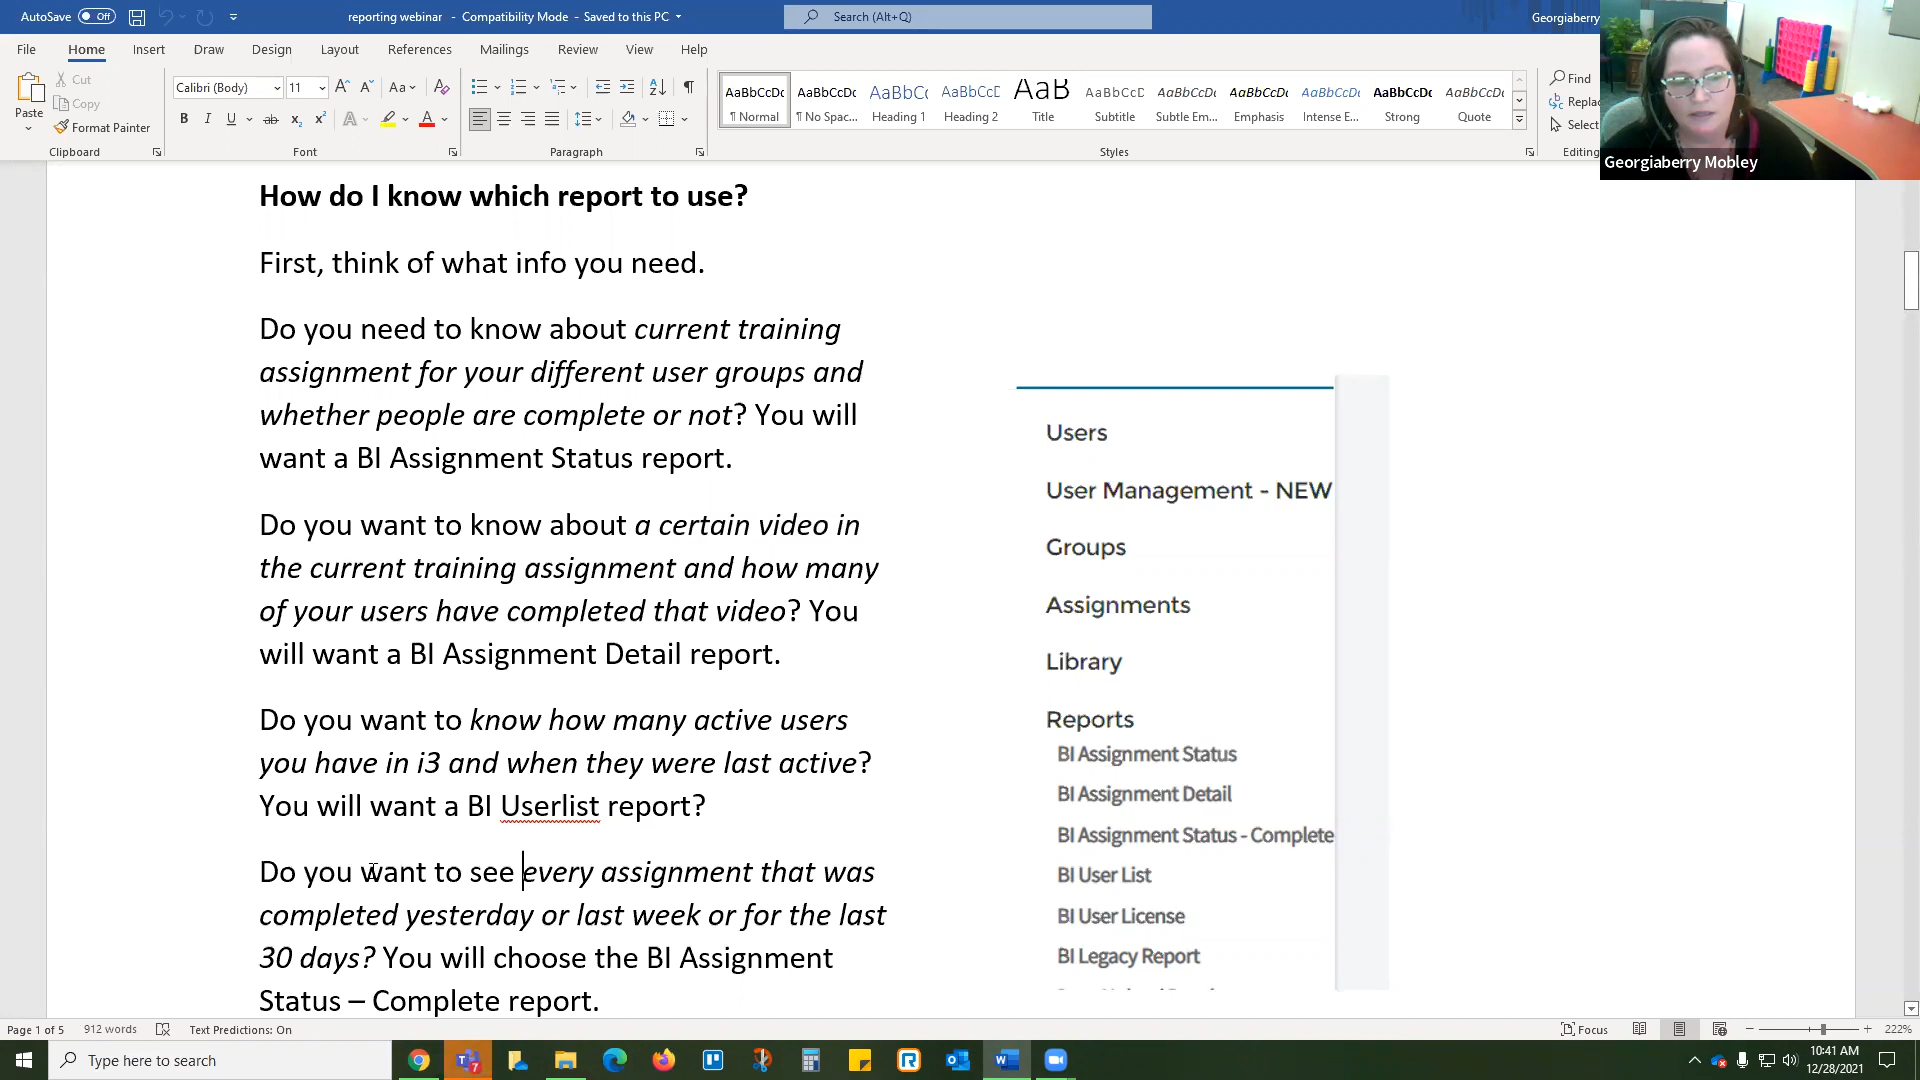 AutoSave Off reporting webinar - Compatibility Mode - Saved to this PC Search (Alt+Q) Georgiaberry
File Home Insert Draw Design Layout References Mailings Review View Help
Paste Cut Copy Format Painter
Calibri (Body) 11
AaBbCcDc AaBbCcDc AaBbC( AaBbCcE AaB AaBbCcD AaBbCcDc AaBbCcDc AaBbCcDc AaBbCcDc AaBbCcDc
¶ Normal ¶ No Spac... Heading 1 Heading 2 Title Subtitle Subtle Em... Emphasis Intense E... Strong Quote
Find
Replac
Select
Clipboard Font Paragraph Styles Editing
Georgiaberry Mobley
How do I know which report to use?
First, think of what info you need.
Do you need to know about current training
assignment for your different user groups and
whether people are complete or not? You will
want a BI Assignment Status report.
Do you want to know about a certain video in
the current training assignment and how many
of your users have completed that video? You
will want a BI Assignment Detail report.
Do you want to know how many active users
you have in i3 and when they were last active?
You will want a BI Userlist report?
Do you want to see every assignment that was
completed yesterday or last week or for the last
30 days? You will choose the BI Assignment
Status – Complete report.
Users
User Management - NEW
Groups
Assignments
Library
Reports
BI Assignment Status
BI Assignment Detail
BI Assignment Status - Complete
BI User List
BI User License
BI Legacy Report
Page 1 of 5 912 words Text Predictions: On Focus 222%
Type here to search
10:41 AM
12/28/2021